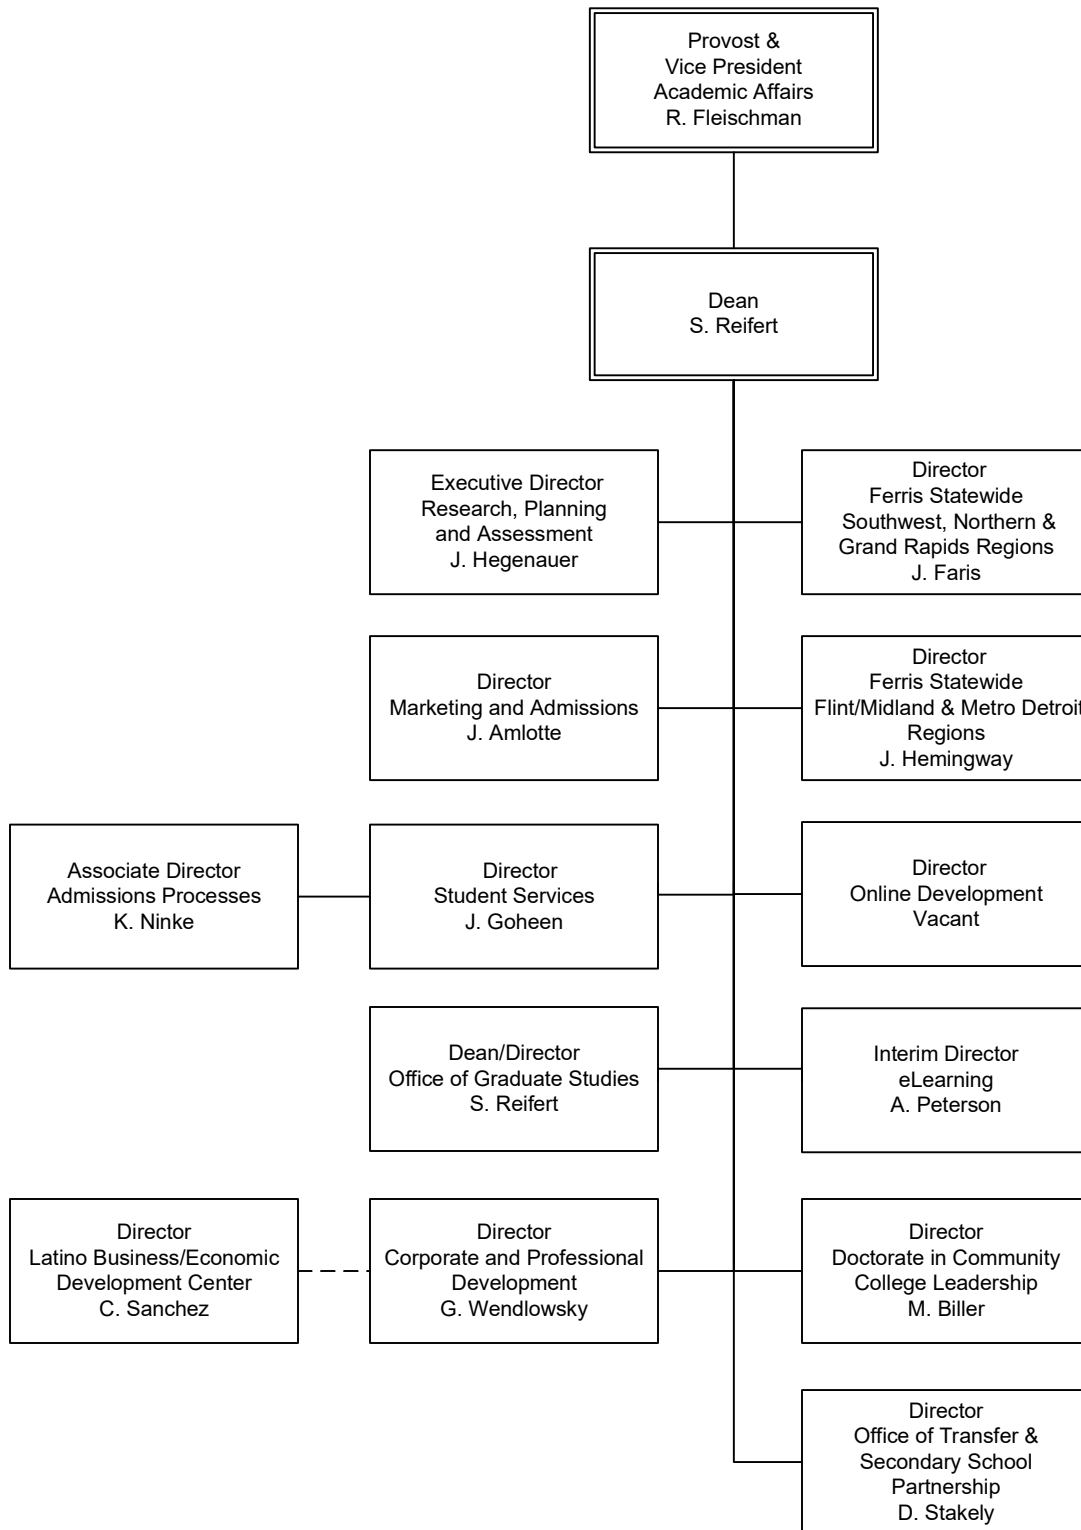 Provost &
Vice President
Academic Affairs
R. Fleischman
Dean
S. Reifert
Executive Director
Research, Planning
and Assessment
J. Hegenauer
Director
Ferris Statewide
Southwest, Northern &
Grand Rapids Regions
J. Faris
Director
Marketing and Admissions
J. Amlotte
Director
Ferris Statewide
Flint/Midland & Metro Detroit
Regions
J. Hemingway
Associate Director
Admissions Processes
K. Ninke
Director
Student Services
J. Goheen
Director
Online Development
Vacant
Dean/Director
Office of Graduate Studies
S. Reifert
Interim Director
eLearning
A. Peterson
Director
Latino Business/Economic
Development Center
C. Sanchez
Director
Corporate and Professional
Development
G. Wendlowsky
Director
Doctorate in Community
College Leadership
M. Biller
Director
Office of Transfer &
Secondary School
Partnership
D. Stakely